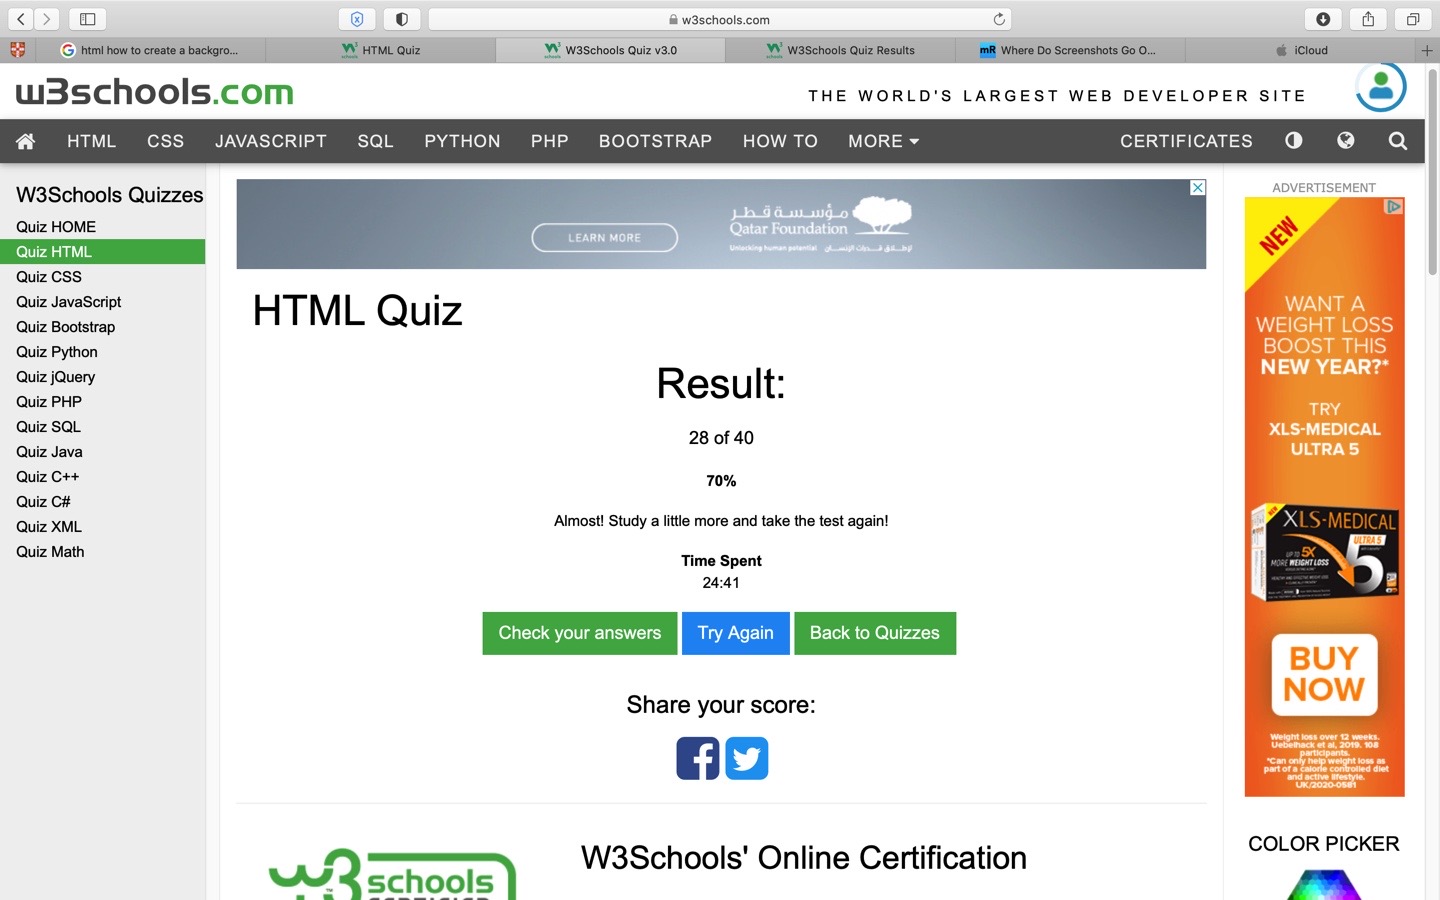 w3schools.com
html how to create a backgro...
HTML Quiz
W3Schools Quiz v3.0
W3Schools Quiz Results
mR Where Do Screenshots Go O...
iCloud
w3schools.com
THE WORLD'S LARGEST WEB DEVELOPER SITE
HTML CSS JAVASCRIPT SQL PYTHON PHP BOOTSTRAP HOW TO MORE CERTIFICATES
W3Schools Quizzes
Quiz HOME
Quiz HTML
Quiz CSS
Quiz JavaScript
Quiz Bootstrap
Quiz Python
Quiz jQuery
Quiz PHP
Quiz SQL
Quiz Java
Quiz C++
Quiz C#
Quiz XML
Quiz Math
LEARN MORE
مؤسسة قطر
Qatar Foundation
Unlocking human potential. لإطلاق قدرات الإنسان
HTML Quiz
Result:
28 of 40
70%
Almost! Study a little more and take the test again!
Time Spent
24:41
Check your answers
Try Again
Back to Quizzes
Share your score:
W3Schools' Online Certification
w3schools
CERTIFIED
ADVERTISEMENT
NEW
WANT A
WEIGHT LOSS
BOOST THIS
NEW YEAR?*
TRY
XLS-MEDICAL
ULTRA 5
NEW
XLS-MEDICAL
ULTRA 5
UP TO 5X
MORE WEIGHT LOSS
5
BUY
NOW
Weight loss over 12 weeks.
Uebelhack et al, 2019. 108
participants.
*Can only help weight loss as
part of a calorie controlled diet
and active lifestyle.
UK/2020-0581
COLOR PICKER